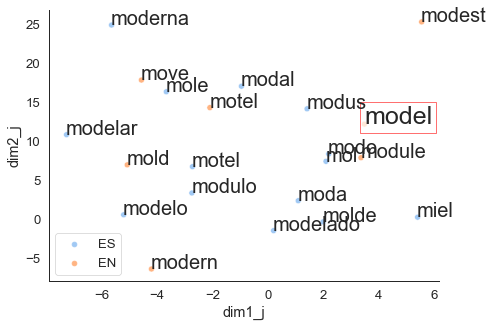 moderna
modest
25
move
mole
modal
20
motel
modus
15
model
modelar
modo
10
mol
module
mold
motel
5
modulo
moda
modelo
molde
miel
0
modelado
−5
modern
ES
EN
−6
−4
−2
0
2
4
6
dim1_j
dim2_j